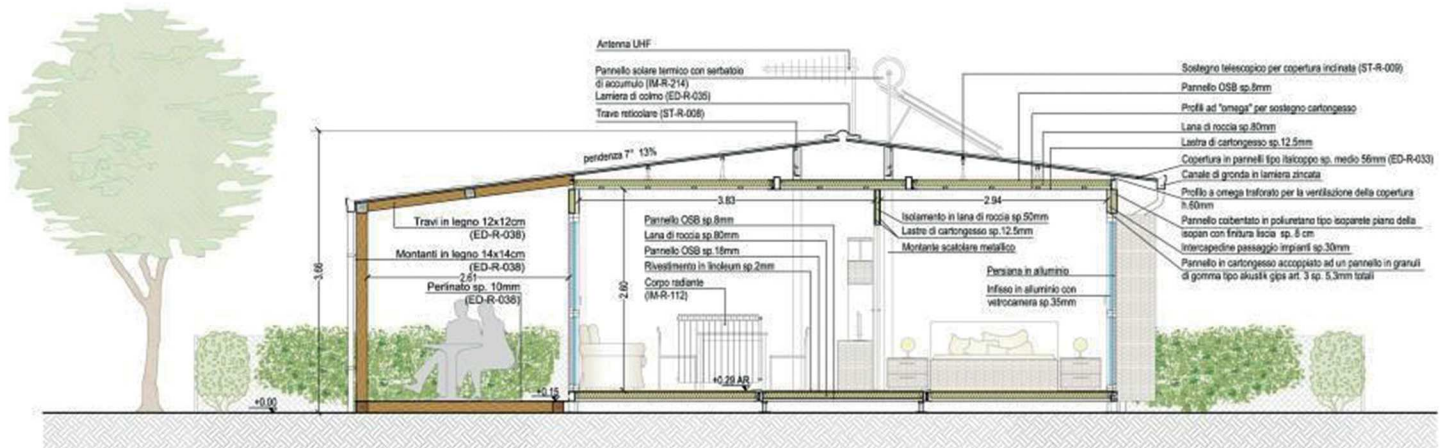 Antenna UHF
Pannello solare termico con serbatoio
di accumulo (IM-R-214)
Lamiera di colmo (ED-R-035)
Trave reticolare (ST-R-008)
Sostegno telescopico per copertura inclinata (ST-R-009)
Pannello OSB sp.8mm
Profili ad "omega" per sostegno cartongesso
Lana di roccia sp.80mm
Lastra di cartongesso sp.12.5mm
Copertura in pannelli tipo italcoppo sp. medio 56mm (ED-R-033)
Canale di gronda in lamiera zincata
Profilo a omega traforato per la ventilazione della copertura
h.60mm
Pannello coibentato in poliuretano tipo isoparete piano della
isopan con finitura liscia sp. 8 cm
Intercapedine passaggio impianti sp.30mm
Pannello in cartongesso accoppiato ad un pannello in granuli
di gomma tipo akustik gips art. 3 sp. 5,3mm totali
pendenza 7° 13%
3.83
2.94
Travi in legno 12x12cm
(ED-R-038)
Montanti in legno 14x14cm
(ED-R-038)
2.61
Perlinato sp. 10mm
(ED-R-038)
3.66
2.60
Pannello OSB sp.8mm
Lana di roccia sp.80mm
Pannello OSB sp.18mm
Rivestimento in linoleum sp.2mm
Corpo radiante
(IM-R-112)
Isolamento in lana di roccia sp.50mm
Lastre di cartongesso sp.12.5mm
Montante scatolare metallico
Persiana in alluminio
Infisso in alluminio con
vetrocamera sp.35mm
+0.29 AR
+0.15
+0.00